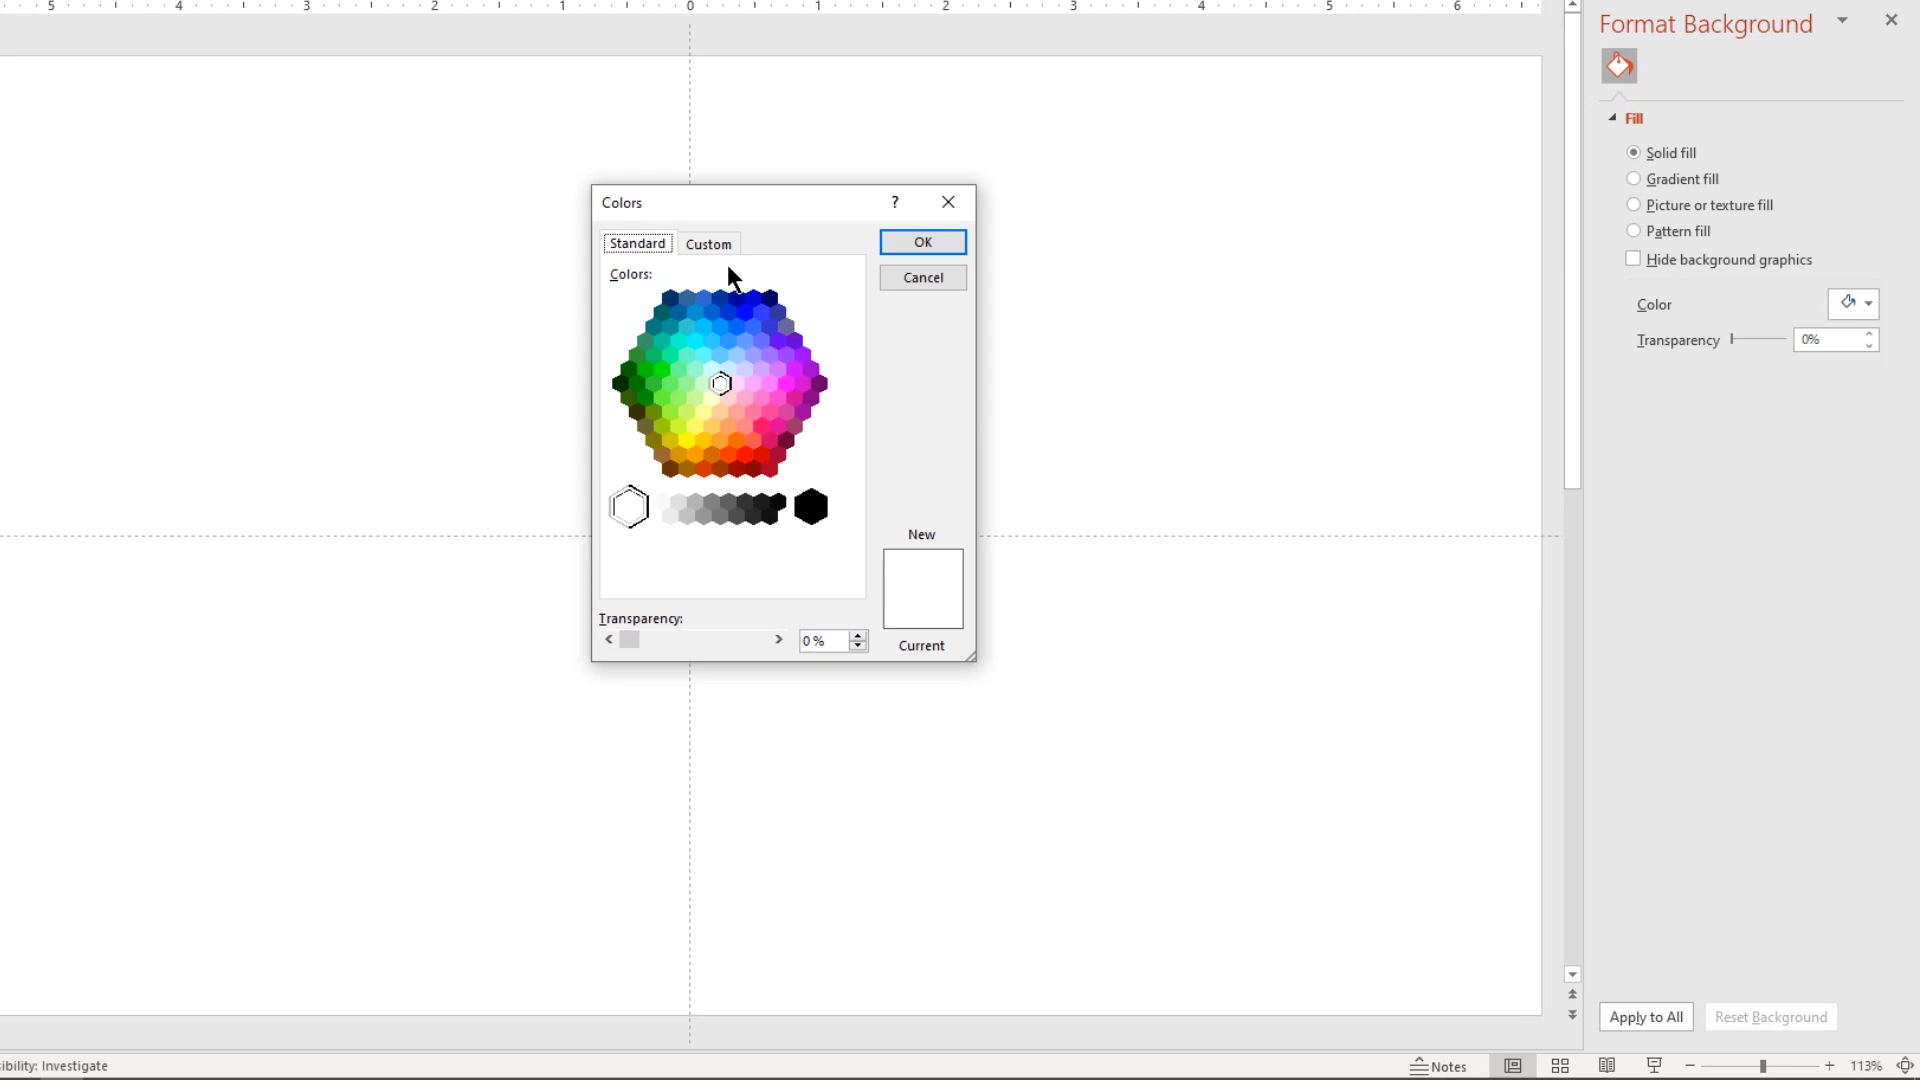 5 4 3 2 1 0 1 2 3 4 5 6
Format Background
Fill
Solid fill
Gradient fill
Picture or texture fill
Pattern fill
Hide background graphics
Color
Transparency 0%
Colors ?
Standard Custom
OK
Colors:
Cancel
New
Transparency:
0 %
Current
Apply to All Reset Background
ibility: Investigate
Notes
113%